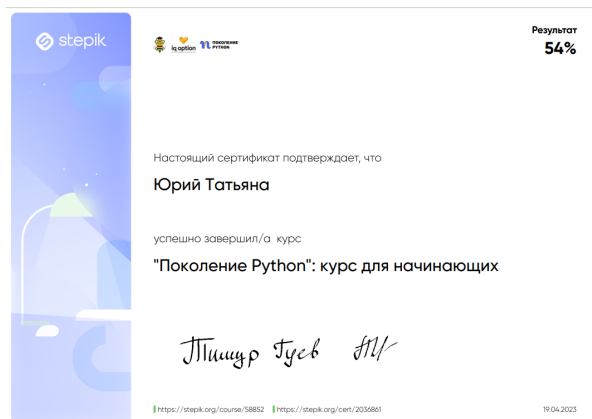 stepik
iq option
ПОКОЛЕНИЕ
PYTHON
Результат
54%
Настоящий сертификат подтверждает, что
Юрий Татьяна
успешно завершил/а курс
"Поколение Python": курс для начинающих
Тимур Гуев
https://stepik.org/course/58852 https://stepik.org/cert/2036861
19.04.2023